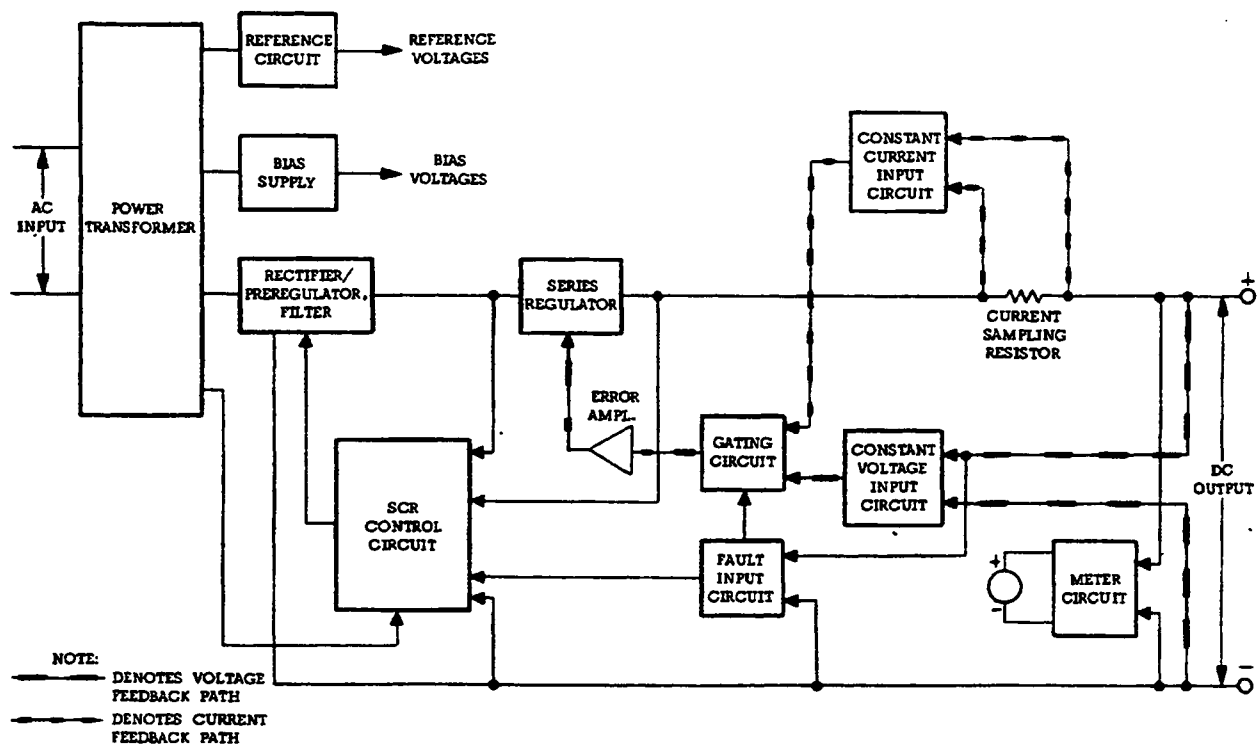 REFERENCE
CIRCUIT
REFERENCE
VOLTAGES
BIAS
SUPPLY
BIAS
VOLTAGES
AC
INPUT
POWER
TRANSFORMER
RECTIFIER/
PREREGULATOR,
FILTER
SERIES
REGULATOR
CONSTANT
CURRENT
INPUT
CIRCUIT
CURRENT
SAMPLING
RESISTOR
+
ERROR
AMPL.
GATING
CIRCUIT
CONSTANT
VOLTAGE
INPUT
CIRCUIT
DC
OUTPUT
SCR
CONTROL
CIRCUIT
FAULT
INPUT
CIRCUIT
+
-
METER
CIRCUIT
-
NOTE:
DENOTES VOLTAGE
FEEDBACK PATH
DENOTES CURRENT
FEEDBACK PATH